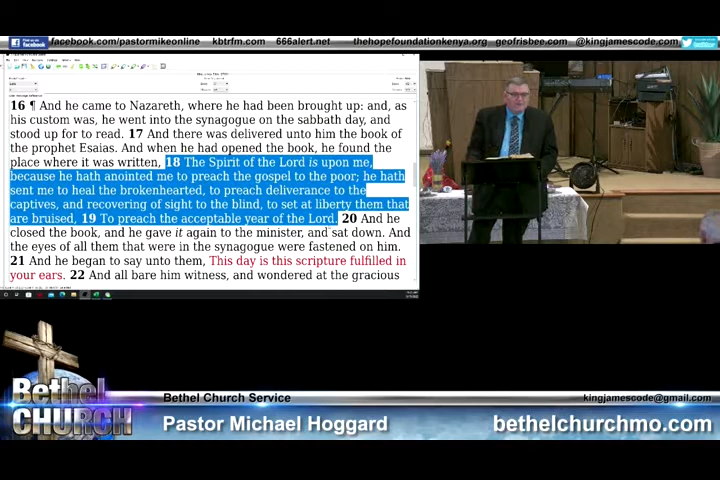 Find us on facebook facebook.com/pastormikeonline kbtrfm.com 666alert.net thehopefoundationkenya.org geofrisbee.com @kingjamescode.com twitter
16 ¶ And he came to Nazareth, where he had been brought up: and, as
his custom was, he went into the synagogue on the sabbath day, and
stood up for to read. 17 And there was delivered unto him the book of
the prophet Esaias. And when he had opened the book, he found the
place where it was written, 18 The Spirit of the Lord is upon me,
because he hath anointed me to preach the gospel to the poor; he hath
sent me to heal the brokenhearted, to preach deliverance to the
captives, and recovering of sight to the blind, to set at liberty them that
are bruised, 19 To preach the acceptable year of the Lord. 20 And he
closed the book, and he gave it again to the minister, and sat down. And
the eyes of all them that were in the synagogue were fastened on him.
21 And he began to say unto them, This day is this scripture fulfilled in
your ears. 22 And all bare him witness, and wondered at the gracious
Bethel
CHURCH
Bethel Church Service
kingjamescode@gmail.com
Pastor Michael Hoggard
bethelchurchmo.com